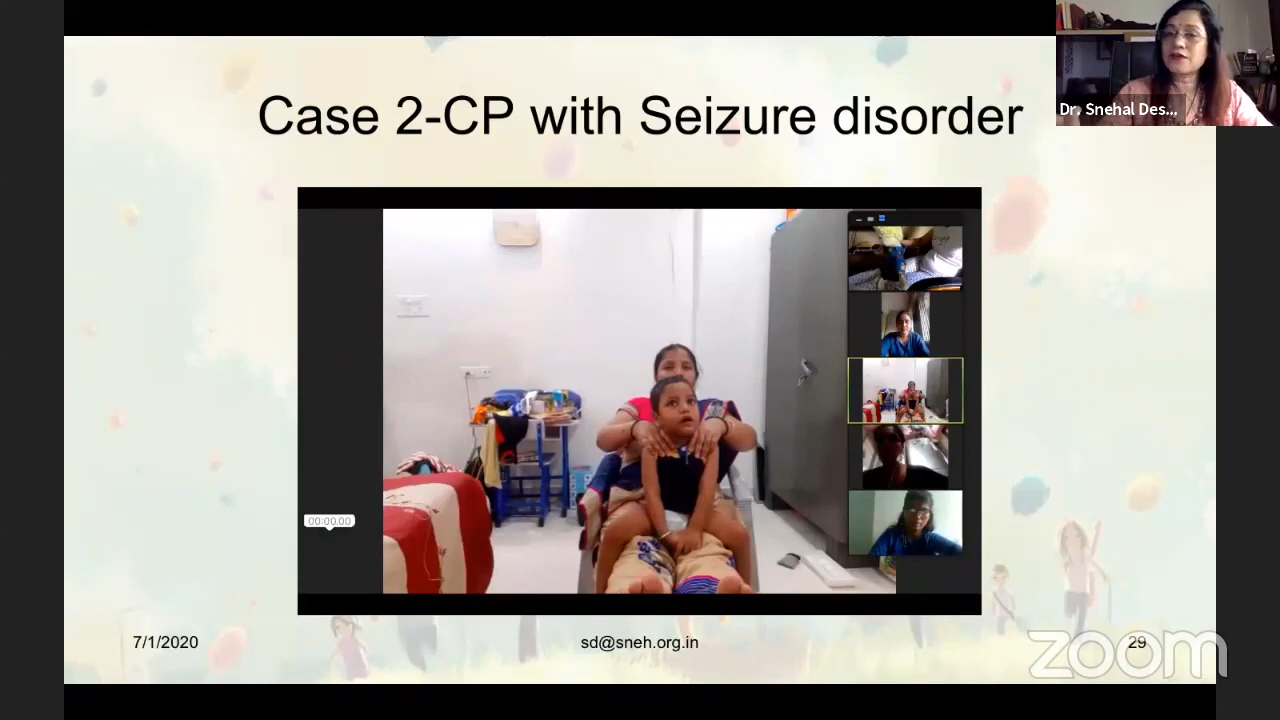 Dr. Snehal Des...
Case 2-CP with Seizure disorder
00:00.00
7/1/2020
sd@sneh.org.in
29
zoom